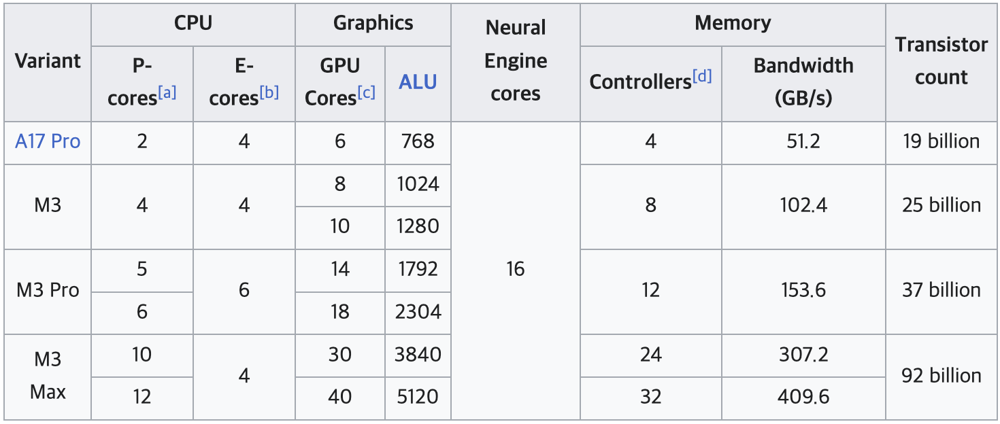 Variant
CPU
Graphics
Neural
Engine
cores
Memory
Transistor
count
P-
cores[a]
E-
cores[b]
GPU
Cores[c]
ALU
Controllers[d]
Bandwidth
(GB/s)
A17 Pro 2 4 6 768 16 4 51.2 19 billion
M3 4 4 8 1024 8 102.4 25 billion
10 1280
M3 Pro 5 6 14 1792 12 153.6 37 billion
6 18 2304
M3
Max
10 4 30 3840 24 307.2 92 billion
12 40 5120 32 409.6